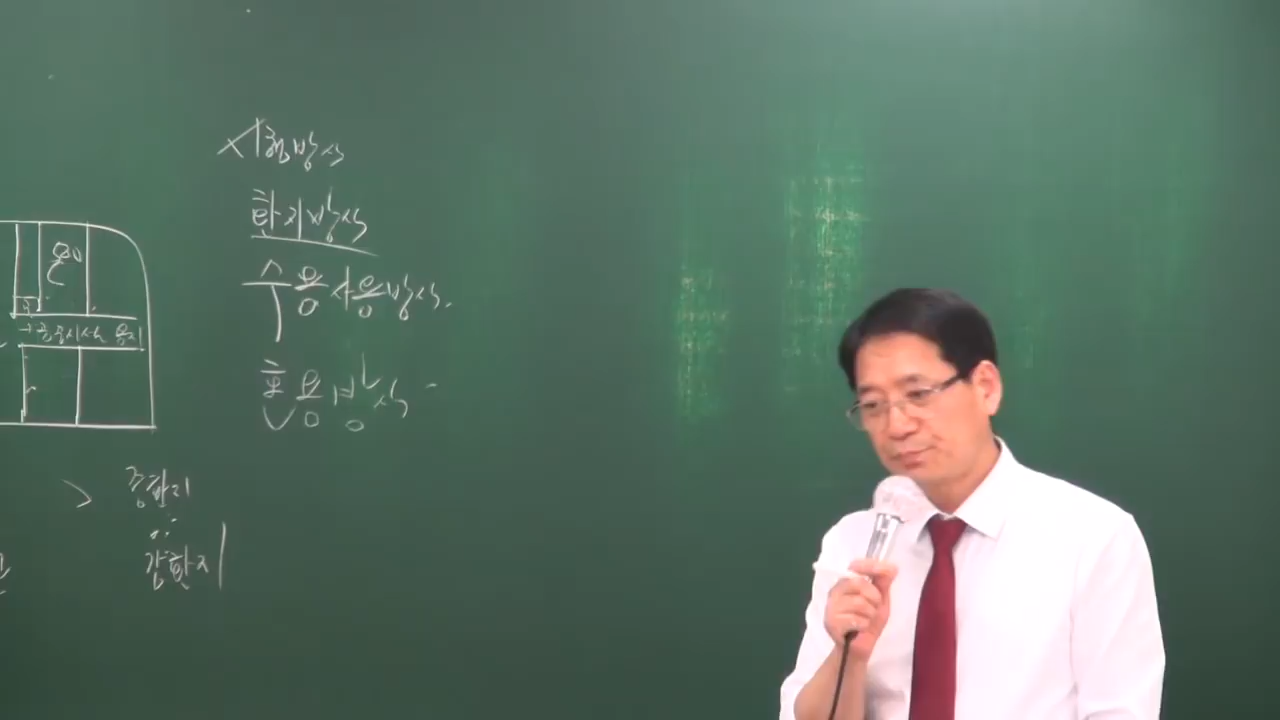 시행방식
환지방식
수용사용방식.
혼용방식 -
→공공시설 용지
> 증환지
감환지